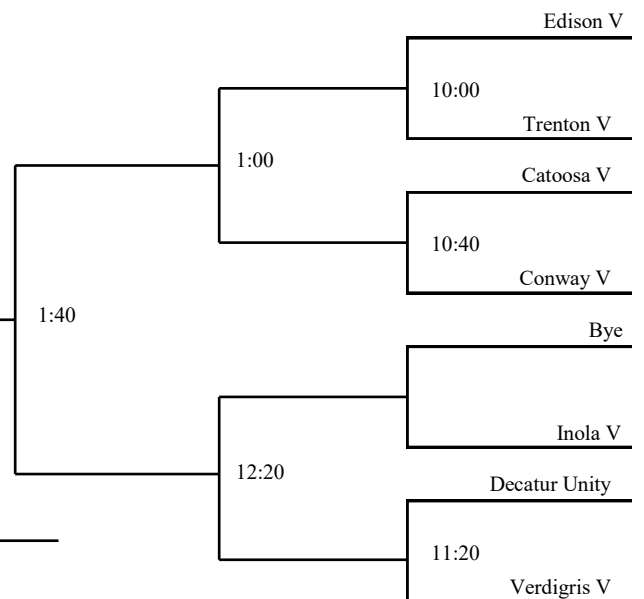 Edison V
10:00
Trenton V
1:00
Catoosa V
10:40
Conway V
1:40
Bye
Inola V
12:20
Decatur Unity
11:20
Verdigris V